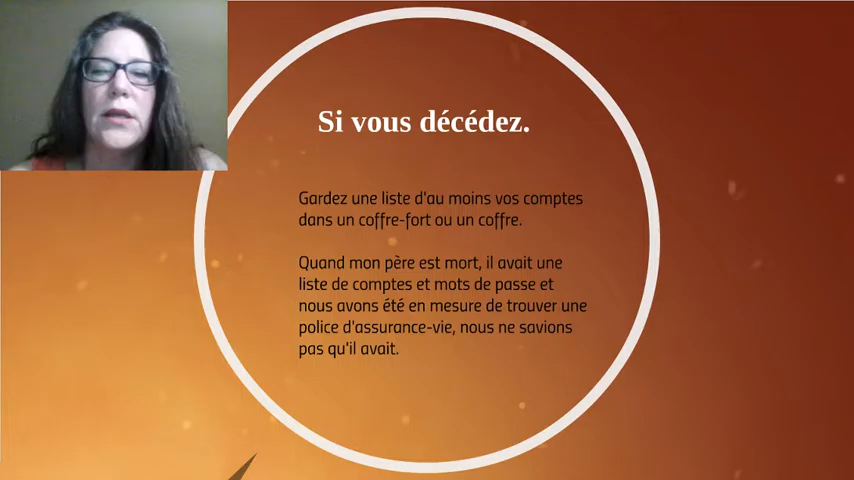 Si vous décédez.
Gardez une liste d'au moins vos comptes
dans un coffre-fort ou un coffre.
Quand mon père est mort, il avait une
liste de comptes et mots de passe et
nous avons été en mesure de trouver une
police d'assurance-vie, nous ne savions
pas qu'il avait.